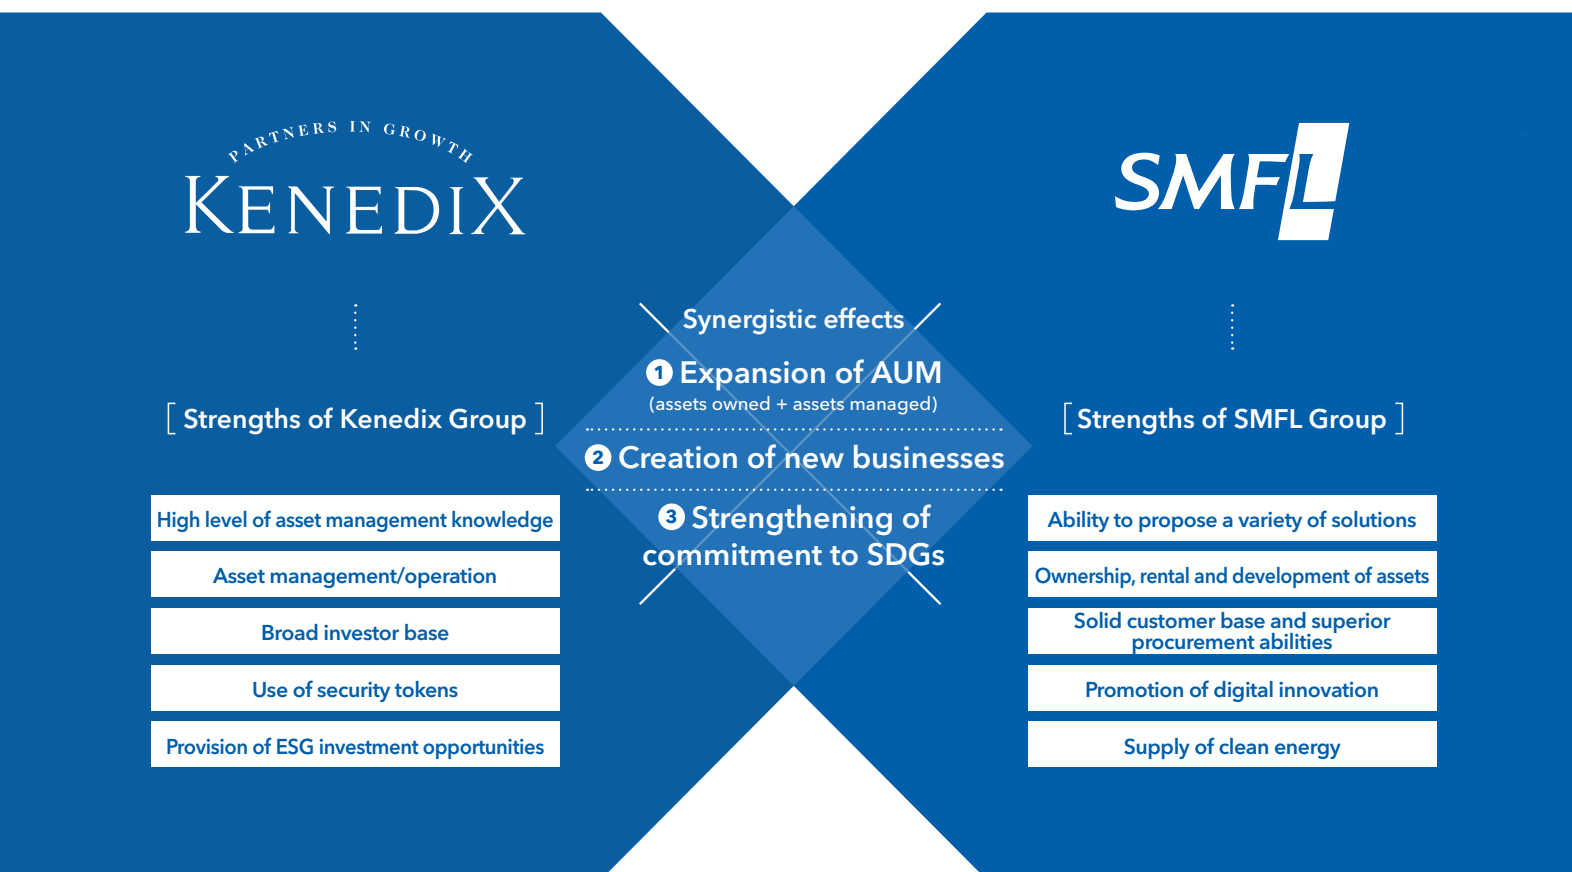 PARTNERS IN GROWTH
KENEDIX
[ Strengths of Kenedix Group ]
High level of asset management knowledge
Asset management/operation
Broad investor base
Use of security tokens
Provision of ESG investment opportunities
Synergistic effects
1 Expansion of AUM
(assets owned + assets managed)
2 Creation of new businesses
3 Strengthening of
commitment to SDGs
SMFL
[ Strengths of SMFL Group ]
Ability to propose a variety of solutions
Ownership, rental and development of assets
Solid customer base and superior
procurement abilities
Promotion of digital innovation
Supply of clean energy